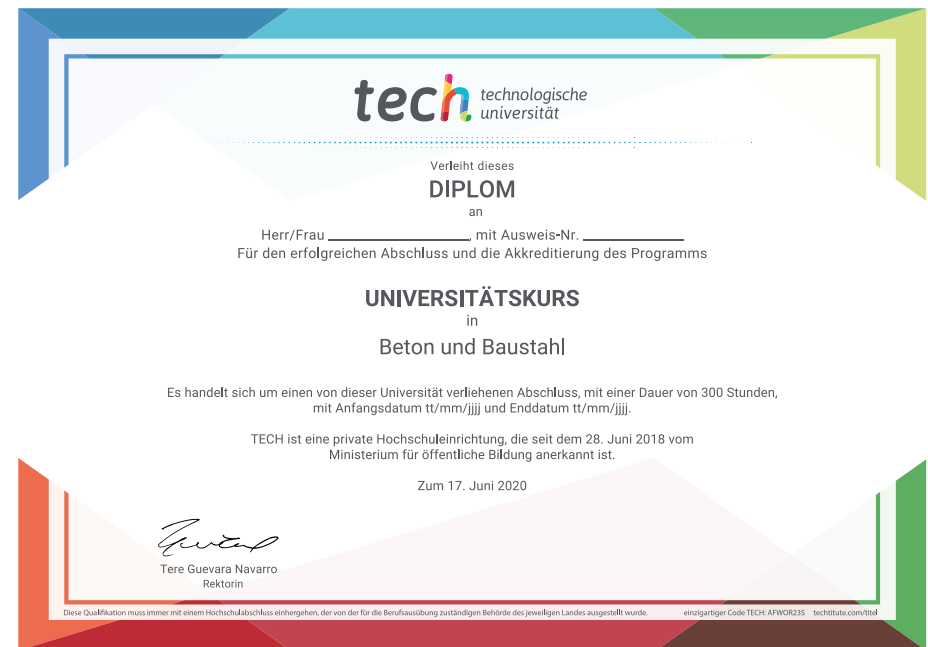 tech technologische
universität
Verleiht dieses
DIPLOM
an
Herr/Frau ____________________, mit Ausweis-Nr. ______________
Für den erfolgreichen Abschluss und die Akkreditierung des Programms
UNIVERSITÄTSKURS
in
Beton und Baustahl
Es handelt sich um einen von dieser Universität verliehenen Abschluss, mit einer Dauer von 300 Stunden,
mit Anfangsdatum tt/mm/jjjj und Enddatum tt/mm/jjjj.
TECH ist eine private Hochschuleinrichtung, die seit dem 28. Juni 2018 vom
Ministerium für öffentliche Bildung anerkannt ist.
Zum 17. Juni 2020
Tere Guevara Navarro
Rektorin
Diese Qualifikation muss immer mit einem Hochschulabschluss einhergehen, der von der für die Berufsausübung zuständigen Behörde des jeweiligen Landes ausgestellt wurde. einzigartiger Code TECH: AFWOR23S techtitute.com/titel